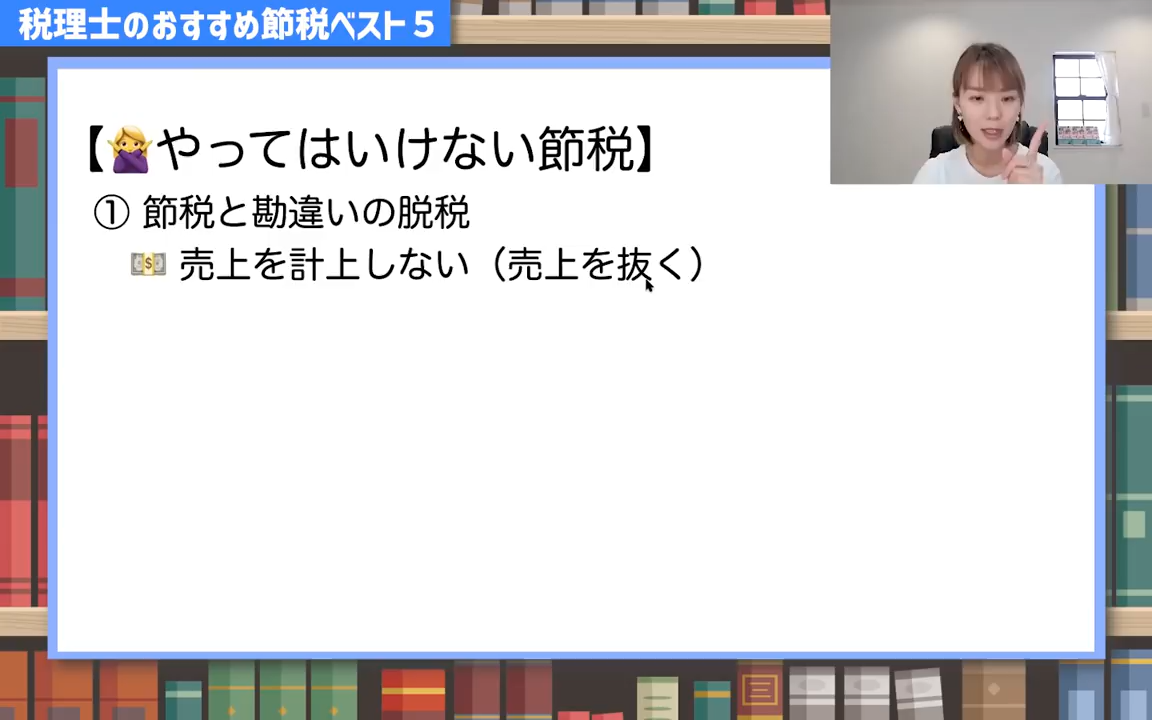 税理士のおすすめ節税ベスト5
【🙅‍♀️やってはいけない節税】
① 節税と勘違いの脱税
💵 売上を計上しない（売上を抜く）